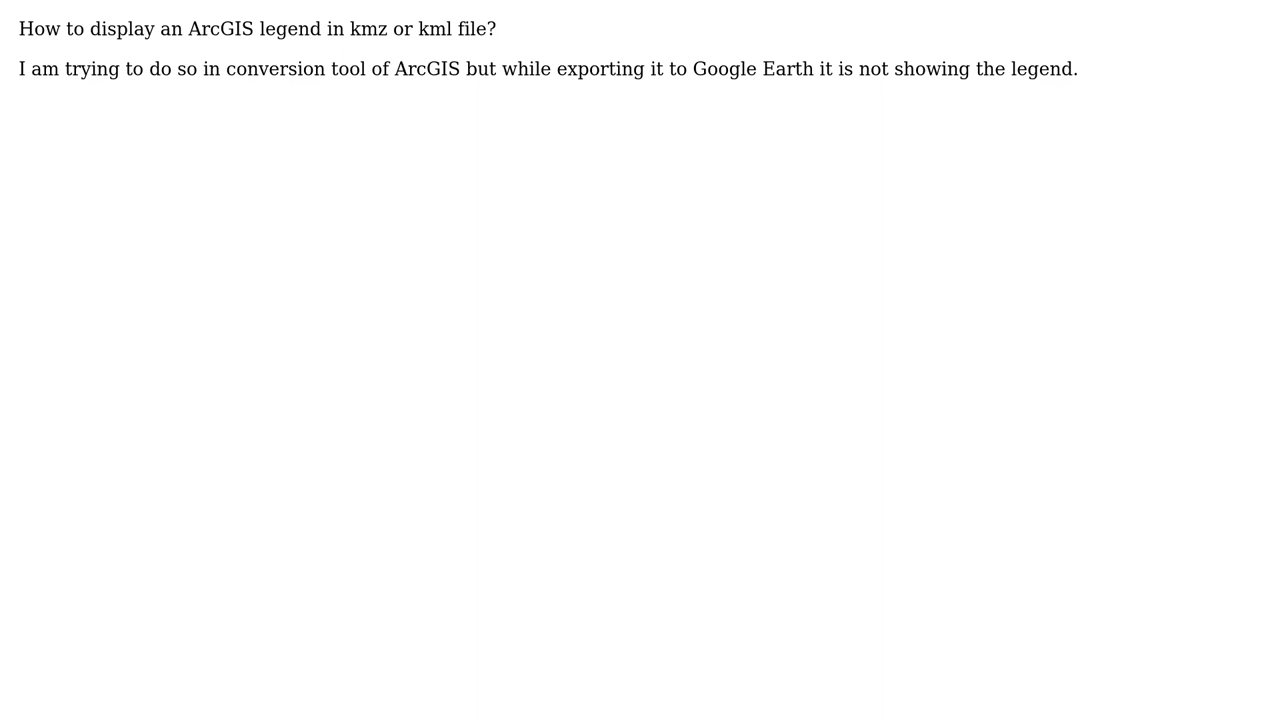 How to display an ArcGIS legend in kmz or kml file?
I am trying to do so in conversion tool of ArcGIS but while exporting it to Google Earth it is not showing the legend.